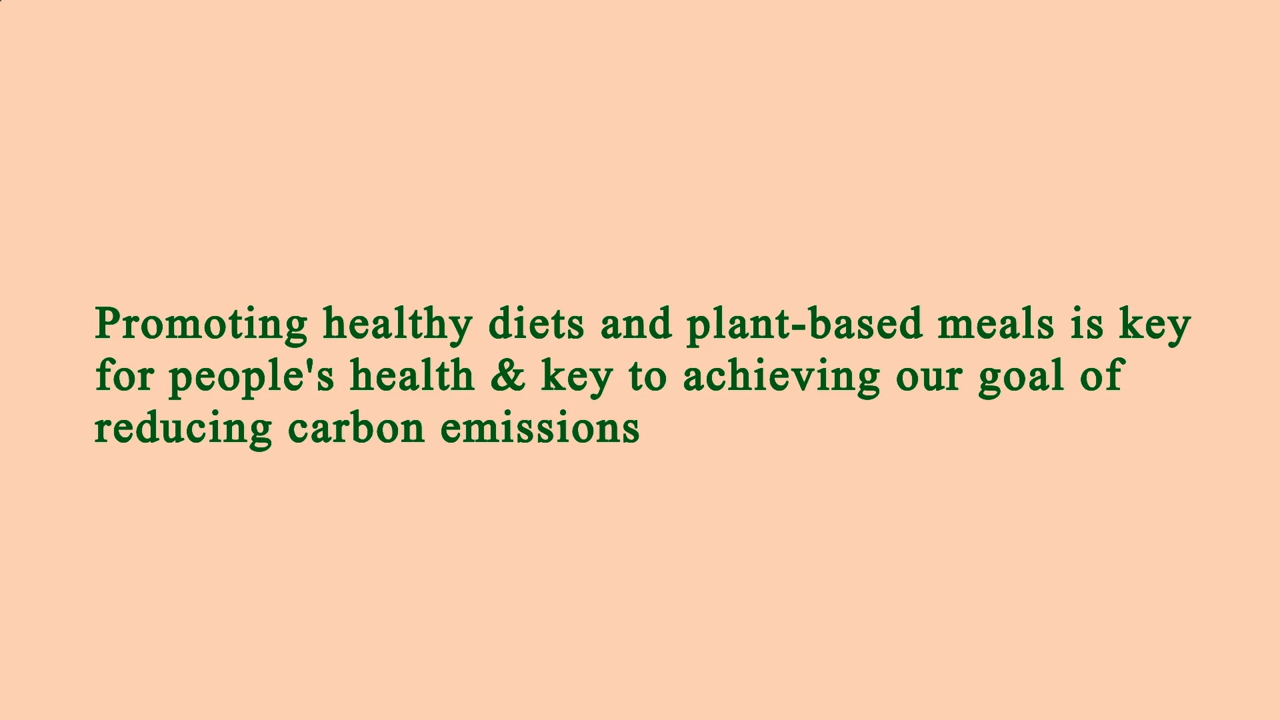 Promoting healthy diets and plant-based meals is key
for people's health & key to achieving our goal of
reducing carbon emissions